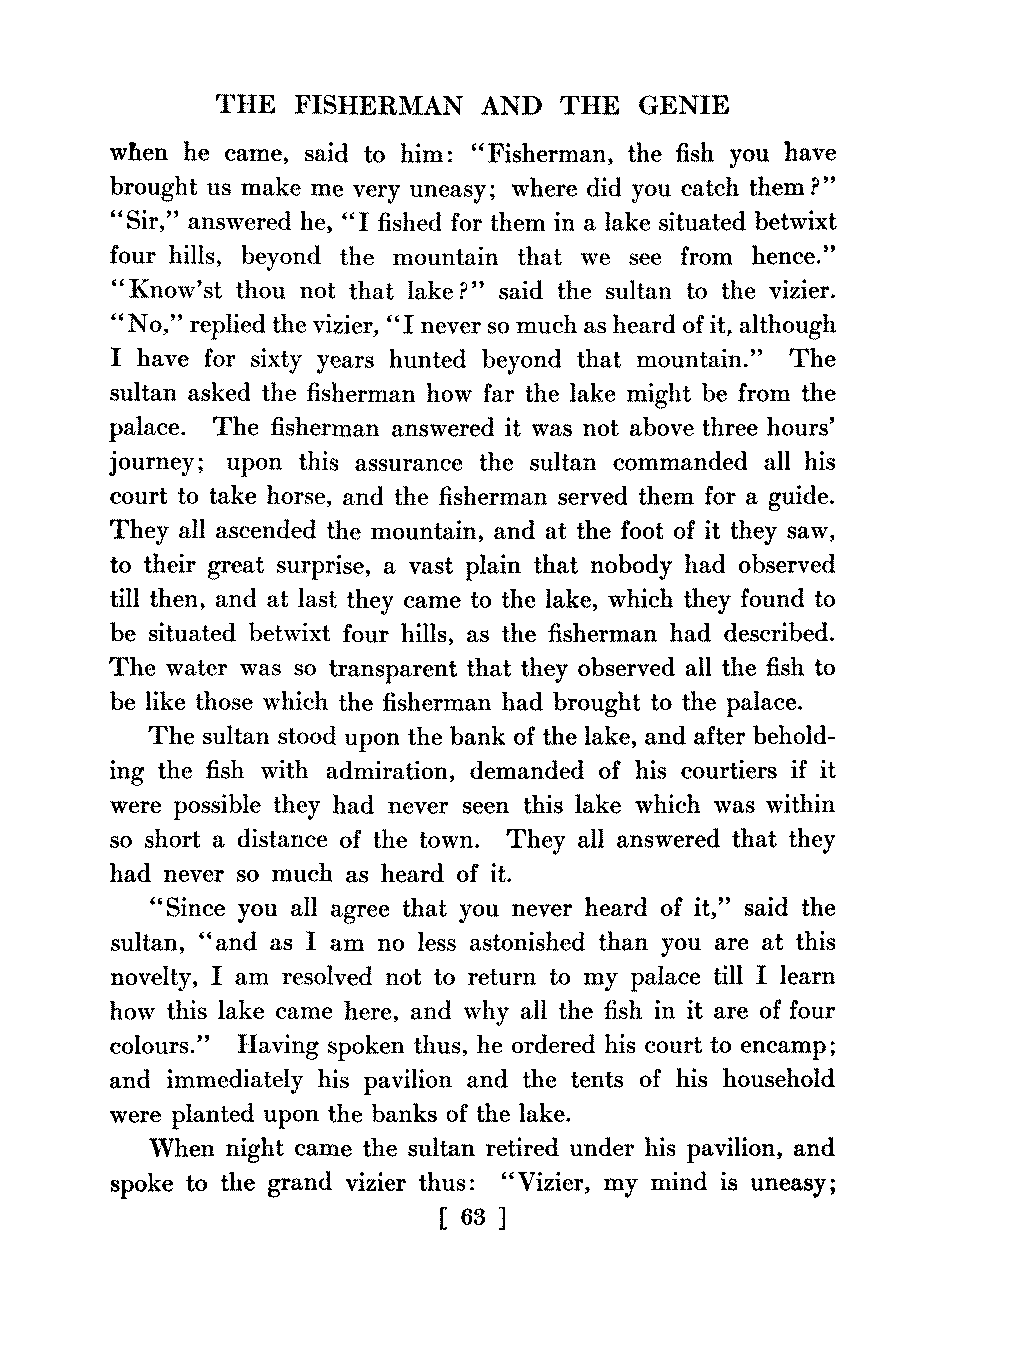 THE FISHERMAN AND THE GENIE
when he came, said to him: “Fisherman, the fish you have
brought us make me very uneasy; where did you catch them?”
“Sir,” answered he, “I fished for them in a lake situated betwixt
four hills, beyond the mountain that we see from hence.”
“Know'st thou not that lake?” said the sultan to the vizier.
“No,” replied the vizier, “I never so much as heard of it, although
I have for sixty years hunted beyond that mountain.” The
sultan asked the fisherman how far the lake might be from the
palace. The fisherman answered it was not above three hours'
journey; upon this assurance the sultan commanded all his
court to take horse, and the fisherman served them for a guide.
They all ascended the mountain, and at the foot of it they saw,
to their great surprise, a vast plain that nobody had observed
till then, and at last they came to the lake, which they found to
be situated betwixt four hills, as the fisherman had described.
The water was so transparent that they observed all the fish to
be like those which the fisherman had brought to the palace.
The sultan stood upon the bank of the lake, and after behold-
ing the fish with admiration, demanded of his courtiers if it
were possible they had never seen this lake which was within
so short a distance of the town. They all answered that they
had never so much as heard of it.
“Since you all agree that you never heard of it,” said the
sultan, “and as I am no less astonished than you are at this
novelty, I am resolved not to return to my palace till I learn
how this lake came here, and why all the fish in it are of four
colours.” Having spoken thus, he ordered his court to encamp;
and immediately his pavilion and the tents of his household
were planted upon the banks of the lake.
When night came the sultan retired under his pavilion, and
spoke to the grand vizier thus: “Vizier, my mind is uneasy;
[ 63 ]